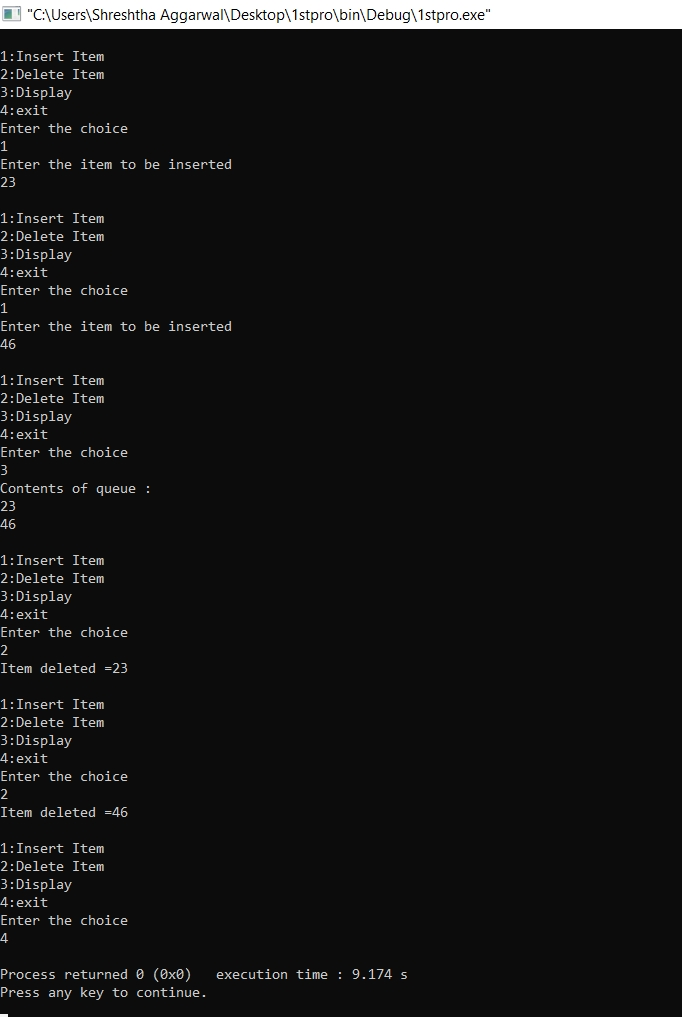 "C:\Users\Shreshtha Aggarwal\Desktop\1stpro\bin\Debug\1stpro.exe"
1:Insert Item
2:Delete Item
3:Display
4:exit
Enter the choice
1
Enter the item to be inserted
23
1:Insert Item
2:Delete Item
3:Display
4:exit
Enter the choice
1
Enter the item to be inserted
46
1:Insert Item
2:Delete Item
3:Display
4:exit
Enter the choice
3
Contents of queue :
23
46
1:Insert Item
2:Delete Item
3:Display
4:exit
Enter the choice
2
Item deleted =23
1:Insert Item
2:Delete Item
3:Display
4:exit
Enter the choice
2
Item deleted =46
1:Insert Item
2:Delete Item
3:Display
4:exit
Enter the choice
4
Process returned 0 (0x0)   execution time : 9.174 s
Press any key to continue.